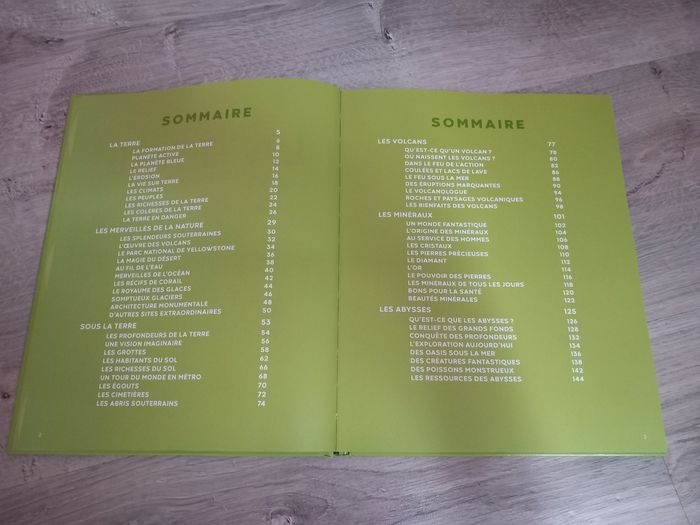 SOMMAIRE
LA TERRE 5
LA FORMATION DE LA TERRE 6
PLANÈTE ACTIVE 8
LA PLANÈTE BLEUE 10
LE RELIEF 12
L'ÉROSION 14
LA VIE SUR TERRE 16
LES CLIMATS 18
LES PEUPLES 20
LES RICHESSES DE LA TERRE 22
LES COLÈRES DE LA TERRE 24
LA TERRE EN DANGER 26
LES MERVEILLES DE LA NATURE 29
LES SPLENDEURS SOUTERRAINES 30
L'ŒUVRE DES VOLCANS 32
LE PARC NATIONAL DE YELLOWSTONE 34
LA MAGIE DU DÉSERT 36
AU FIL DE L'EAU 38
MERVEILLES DE L'OCÉAN 40
LES RÉCIFS DE CORAIL 42
LE ROYAUME DES GLACES 44
SOMPTUEUX GLACIERS 46
ARCHITECTURE MONUMENTALE 48
D'AUTRES SITES EXTRAORDINAIRES 50
SOUS LA TERRE 53
LES PROFONDEURS DE LA TERRE 54
UNE VISION IMAGINAIRE 56
LES GROTTES 58
LES HABITANTS DU SOL 62
LES RICHESSES DU SOL 66
UN TOUR DU MONDE EN MÉTRO 68
LES ÉGOUTS 70
LES CIMETIÈRES 72
LES ABRIS SOUTERRAINS 74
2
SOMMAIRE
LES VOLCANS 77
QU'EST-CE QU'UN VOLCAN ? 78
OÙ NAISSENT LES VOLCANS ? 80
DANS LE FEU DE L'ACTION 82
COULÉES ET LACS DE LAVE 86
LE FEU SOUS LA MER 88
DES ÉRUPTIONS MARQUANTES 90
LE VOLCANOLOGUE 94
ROCHES ET PAYSAGES VOLCANIQUES 96
LES BIENFAITS DES VOLCANS 98
LES MINÉRAUX 101
UN MONDE FANTASTIQUE 102
L'ORIGINE DES MINÉRAUX 104
AU SERVICE DES HOMMES 106
LES CRISTAUX 108
LES PIERRES PRÉCIEUSES 110
LE DIAMANT 112
L'OR 114
LE POUVOIR DES PIERRES 116
LES MINÉRAUX DE TOUS LES JOURS 118
BONS POUR LA SANTÉ 120
BEAUTÉS MINÉRALES 122
LES ABYSSES 125
QU'EST-CE QUE LES ABYSSES ? 126
LE RELIEF DES GRANDS FONDS 128
CONQUÊTE DES PROFONDEURS 132
L'EXPLORATION AUJOURD'HUI 134
DES OASIS SOUS LA MER 136
DES CRÉATURES FANTASTIQUES 138
DES POISSONS MONSTRUEUX 142
LES RESSOURCES DES ABYSSES 144
3